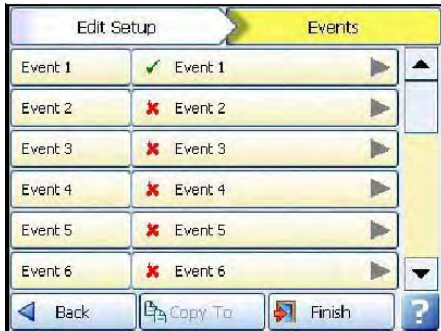 Edit Setup Events
Event 1 Event 1
Event 2 Event 2
Event 3 Event 3
Event 4 Event 4
Event 5 Event 5
Event 6 Event 6
Back Copy To Finish ?